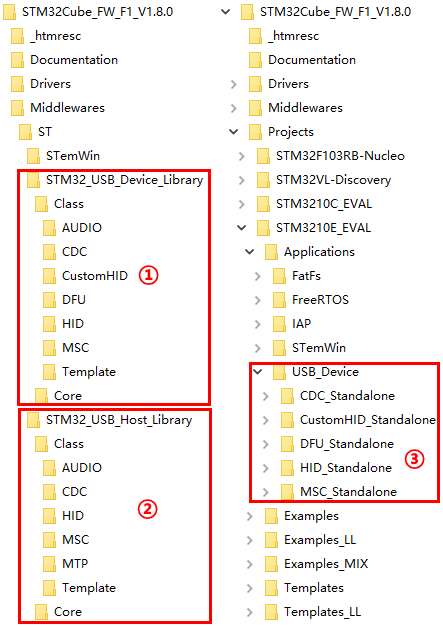 STM32Cube_FW_F1_V1.8.0
_htmresc
Documentation
Drivers
Middlewares
ST
STemWin
STM32_USB_Device_Library
Class
AUDIO
CDC
CustomHID
①
DFU
HID
MSC
Template
Core
STM32_USB_Host_Library
Class
AUDIO
CDC
HID
②
MSC
MTP
Template
Core
STM32Cube_FW_F1_V1.8.0
_htmresc
Documentation
Drivers
Middlewares
Projects
STM32F103RB-Nucleo
STM32VL-Discovery
STM3210C_EVAL
STM3210E_EVAL
Applications
FatFs
FreeRTOS
IAP
STemWin
USB_Device
CDC_Standalone
CustomHID_Standalone
DFU_Standalone
③
HID_Standalone
MSC_Standalone
Examples
Examples_LL
Examples_MIX
Templates
Templates_LL